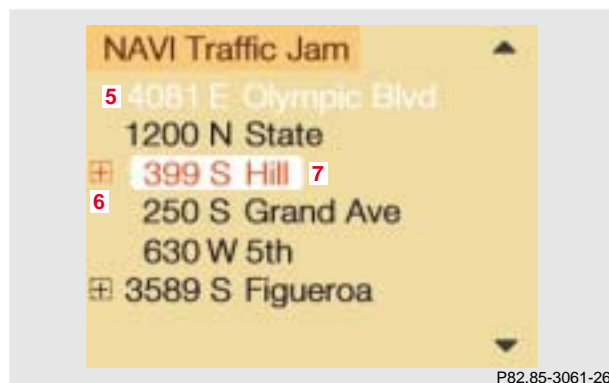 NAVI Traffic Jam
5 4081 E Olympic Blvd
1200 N State
399 S Hill 7
6
250 S Grand Ave
630 W 5th
3589 S Figueroa
P82.85-3061-26